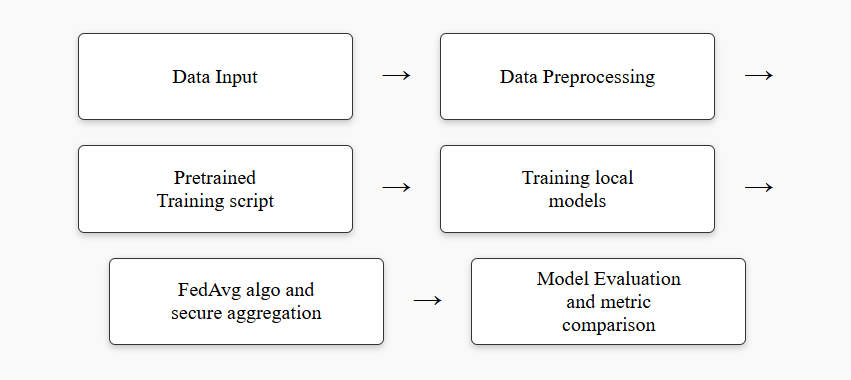 Data Input
Data Preprocessing
Pretrained
Training script
Training local
models
FedAvg algo and
secure aggregation
Model Evaluation
and metric
comparison